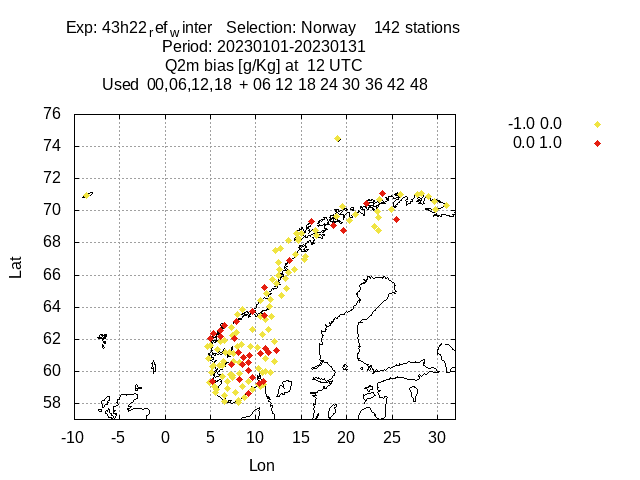 Exp: 43h22refwinter Selection: Norway 142 stations
Period: 20230101-20230131
Q2m bias [g/Kg] at 12 UTC
Used 00,06,12,18 + 06 12 18 24 30 36 42 48
-1.0 0.0
0.0 1.0
76
74
72
70
68
66
64
62
60
58
Lat
-10 -5 0 5 10 15 20 25 30
Lon